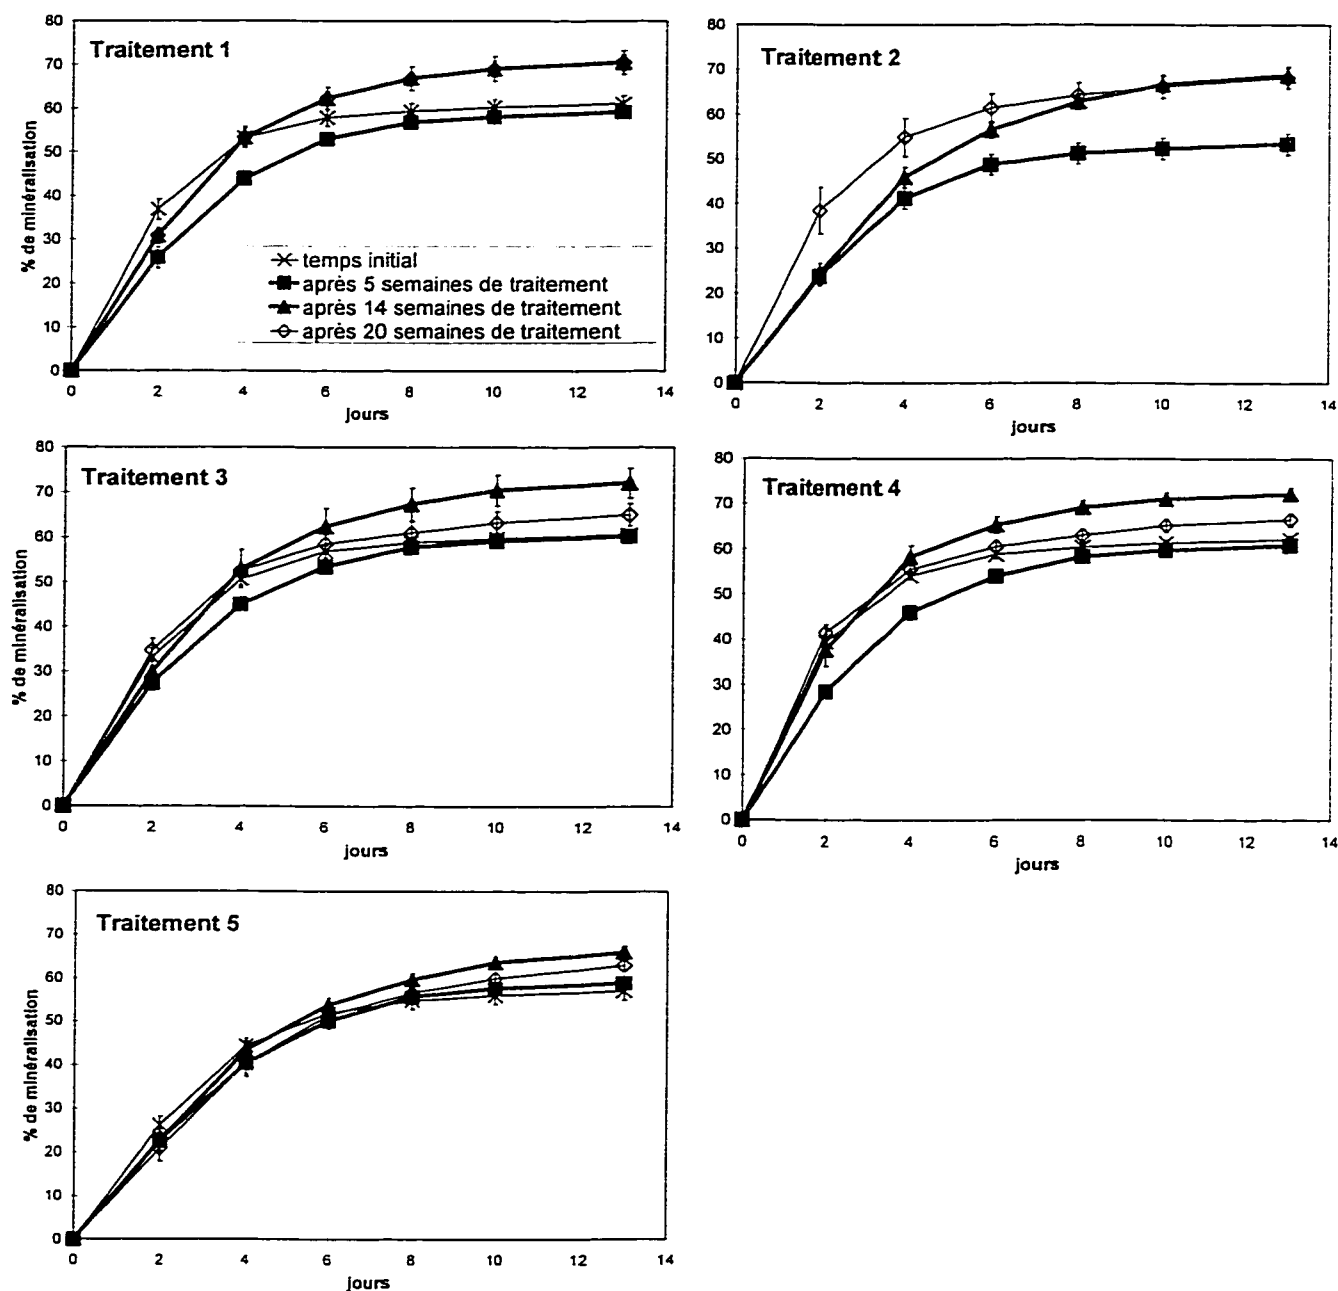 Traitement 1
80
70
60
50
40
30
20
10
0
% de minéralisation
temps initial
après 5 semaines de traitement
après 14 semaines de traitement
après 20 semaines de traitement
0 2 4 6 8 10 12 14
jours
Traitement 2
80
70
60
50
40
30
20
10
0
0 2 4 6 8 10 12 14
jours
Traitement 3
80
70
60
50
40
30
20
10
0
% de minéralisation
0 2 4 6 8 10 12 14
jours
Traitement 4
80
70
60
50
40
30
20
10
0
0 2 4 6 8 10 12 14
jours
Traitement 5
80
70
60
50
40
30
20
10
0
% de minéralisation
0 2 4 6 8 10 12 14
jours